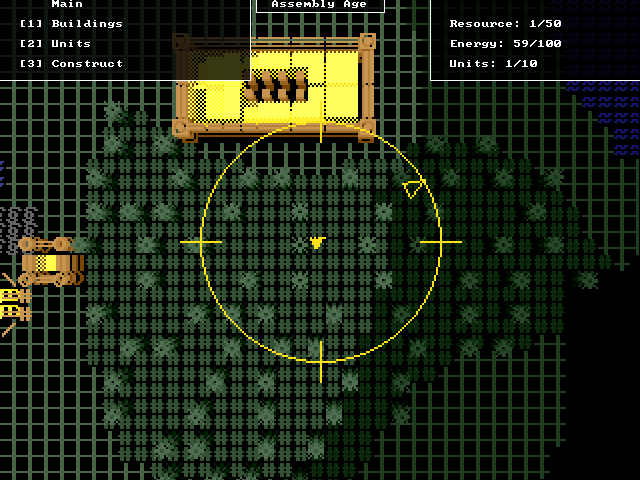 Main
[1] Buildings
[2] Units
[3] Construct
Assembly Age
Resource: 1/50
Energy: 59/100
Units: 1/10